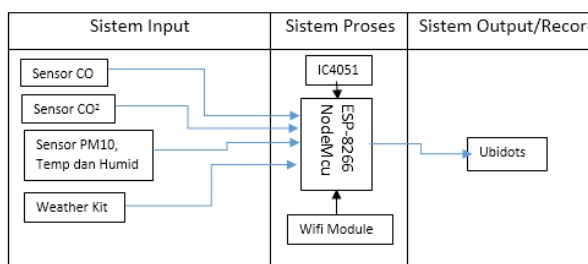 Sistem Input
Sistem Proses
Sistem Output/Recor
Sensor CO
Sensor CO²
Sensor PM10,
Temp dan Humid
Weather Kit
IC4051
ESP-8266
NodeMcu
Wifi Module
Ubidots